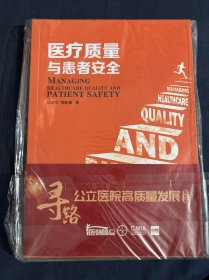 医疗质量
与患者安全
MANAGING
HEALTHCARE QUALITY AND
PATIENT SAFETY
MANAGING
HEALTHCARE
QUALITY
AND
寻路
公立医院高质量发展